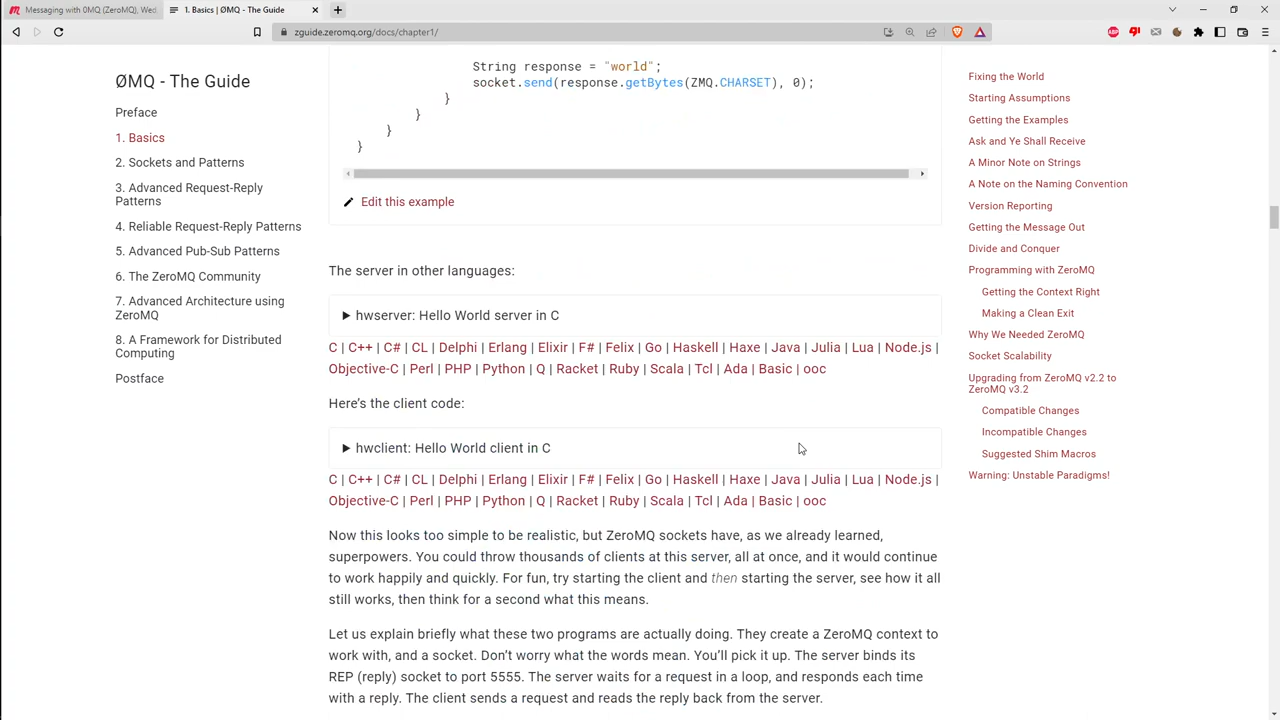 Messaging with 0MQ (ZeroMQ), Wed,
1. Basics | ØMQ - The Guide
zguide.zeromq.org/docs/chapter1/
ØMQ - The Guide
Preface
1. Basics
2. Sockets and Patterns
3. Advanced Request-Reply
Patterns
4. Reliable Request-Reply Patterns
5. Advanced Pub-Sub Patterns
6. The ZeroMQ Community
7. Advanced Architecture using
ZeroMQ
8. A Framework for Distributed
Computing
Postface
String response = "world";
socket.send(response.getBytes(ZMQ.CHARSET), 0);
}
}
}
}
Edit this example
The server in other languages:
hwserver: Hello World server in C
C | C++ | C# | CL | Delphi | Erlang | Elixir | F# | Felix | Go | Haskell | Haxe | Java | Julia | Lua | Node.js |
Objective-C | Perl | PHP | Python | Q | Racket | Ruby | Scala | Tcl | Ada | Basic | ooc
Here's the client code:
hwclient: Hello World client in C
C | C++ | C# | CL | Delphi | Erlang | Elixir | F# | Felix | Go | Haskell | Haxe | Java | Julia | Lua | Node.js |
Objective-C | Perl | PHP | Python | Q | Racket | Ruby | Scala | Tcl | Ada | Basic | ooc
Now this looks too simple to be realistic, but ZeroMQ sockets have, as we already learned,
superpowers. You could throw thousands of clients at this server, all at once, and it would continue
to work happily and quickly. For fun, try starting the client and then starting the server, see how it all
still works, then think for a second what this means.
Let us explain briefly what these two programs are actually doing. They create a ZeroMQ context to
work with, and a socket. Don't worry what the words mean. You'll pick it up. The server binds its
REP (reply) socket to port 5555. The server waits for a request in a loop, and responds each time
with a reply. The client sends a request and reads the reply back from the server.
Fixing the World
Starting Assumptions
Getting the Examples
Ask and Ye Shall Receive
A Minor Note on Strings
A Note on the Naming Convention
Version Reporting
Getting the Message Out
Divide and Conquer
Programming with ZeroMQ
Getting the Context Right
Making a Clean Exit
Why We Needed ZeroMQ
Socket Scalability
Upgrading from ZeroMQ v2.2 to
ZeroMQ v3.2
Compatible Changes
Incompatible Changes
Suggested Shim Macros
Warning: Unstable Paradigms!